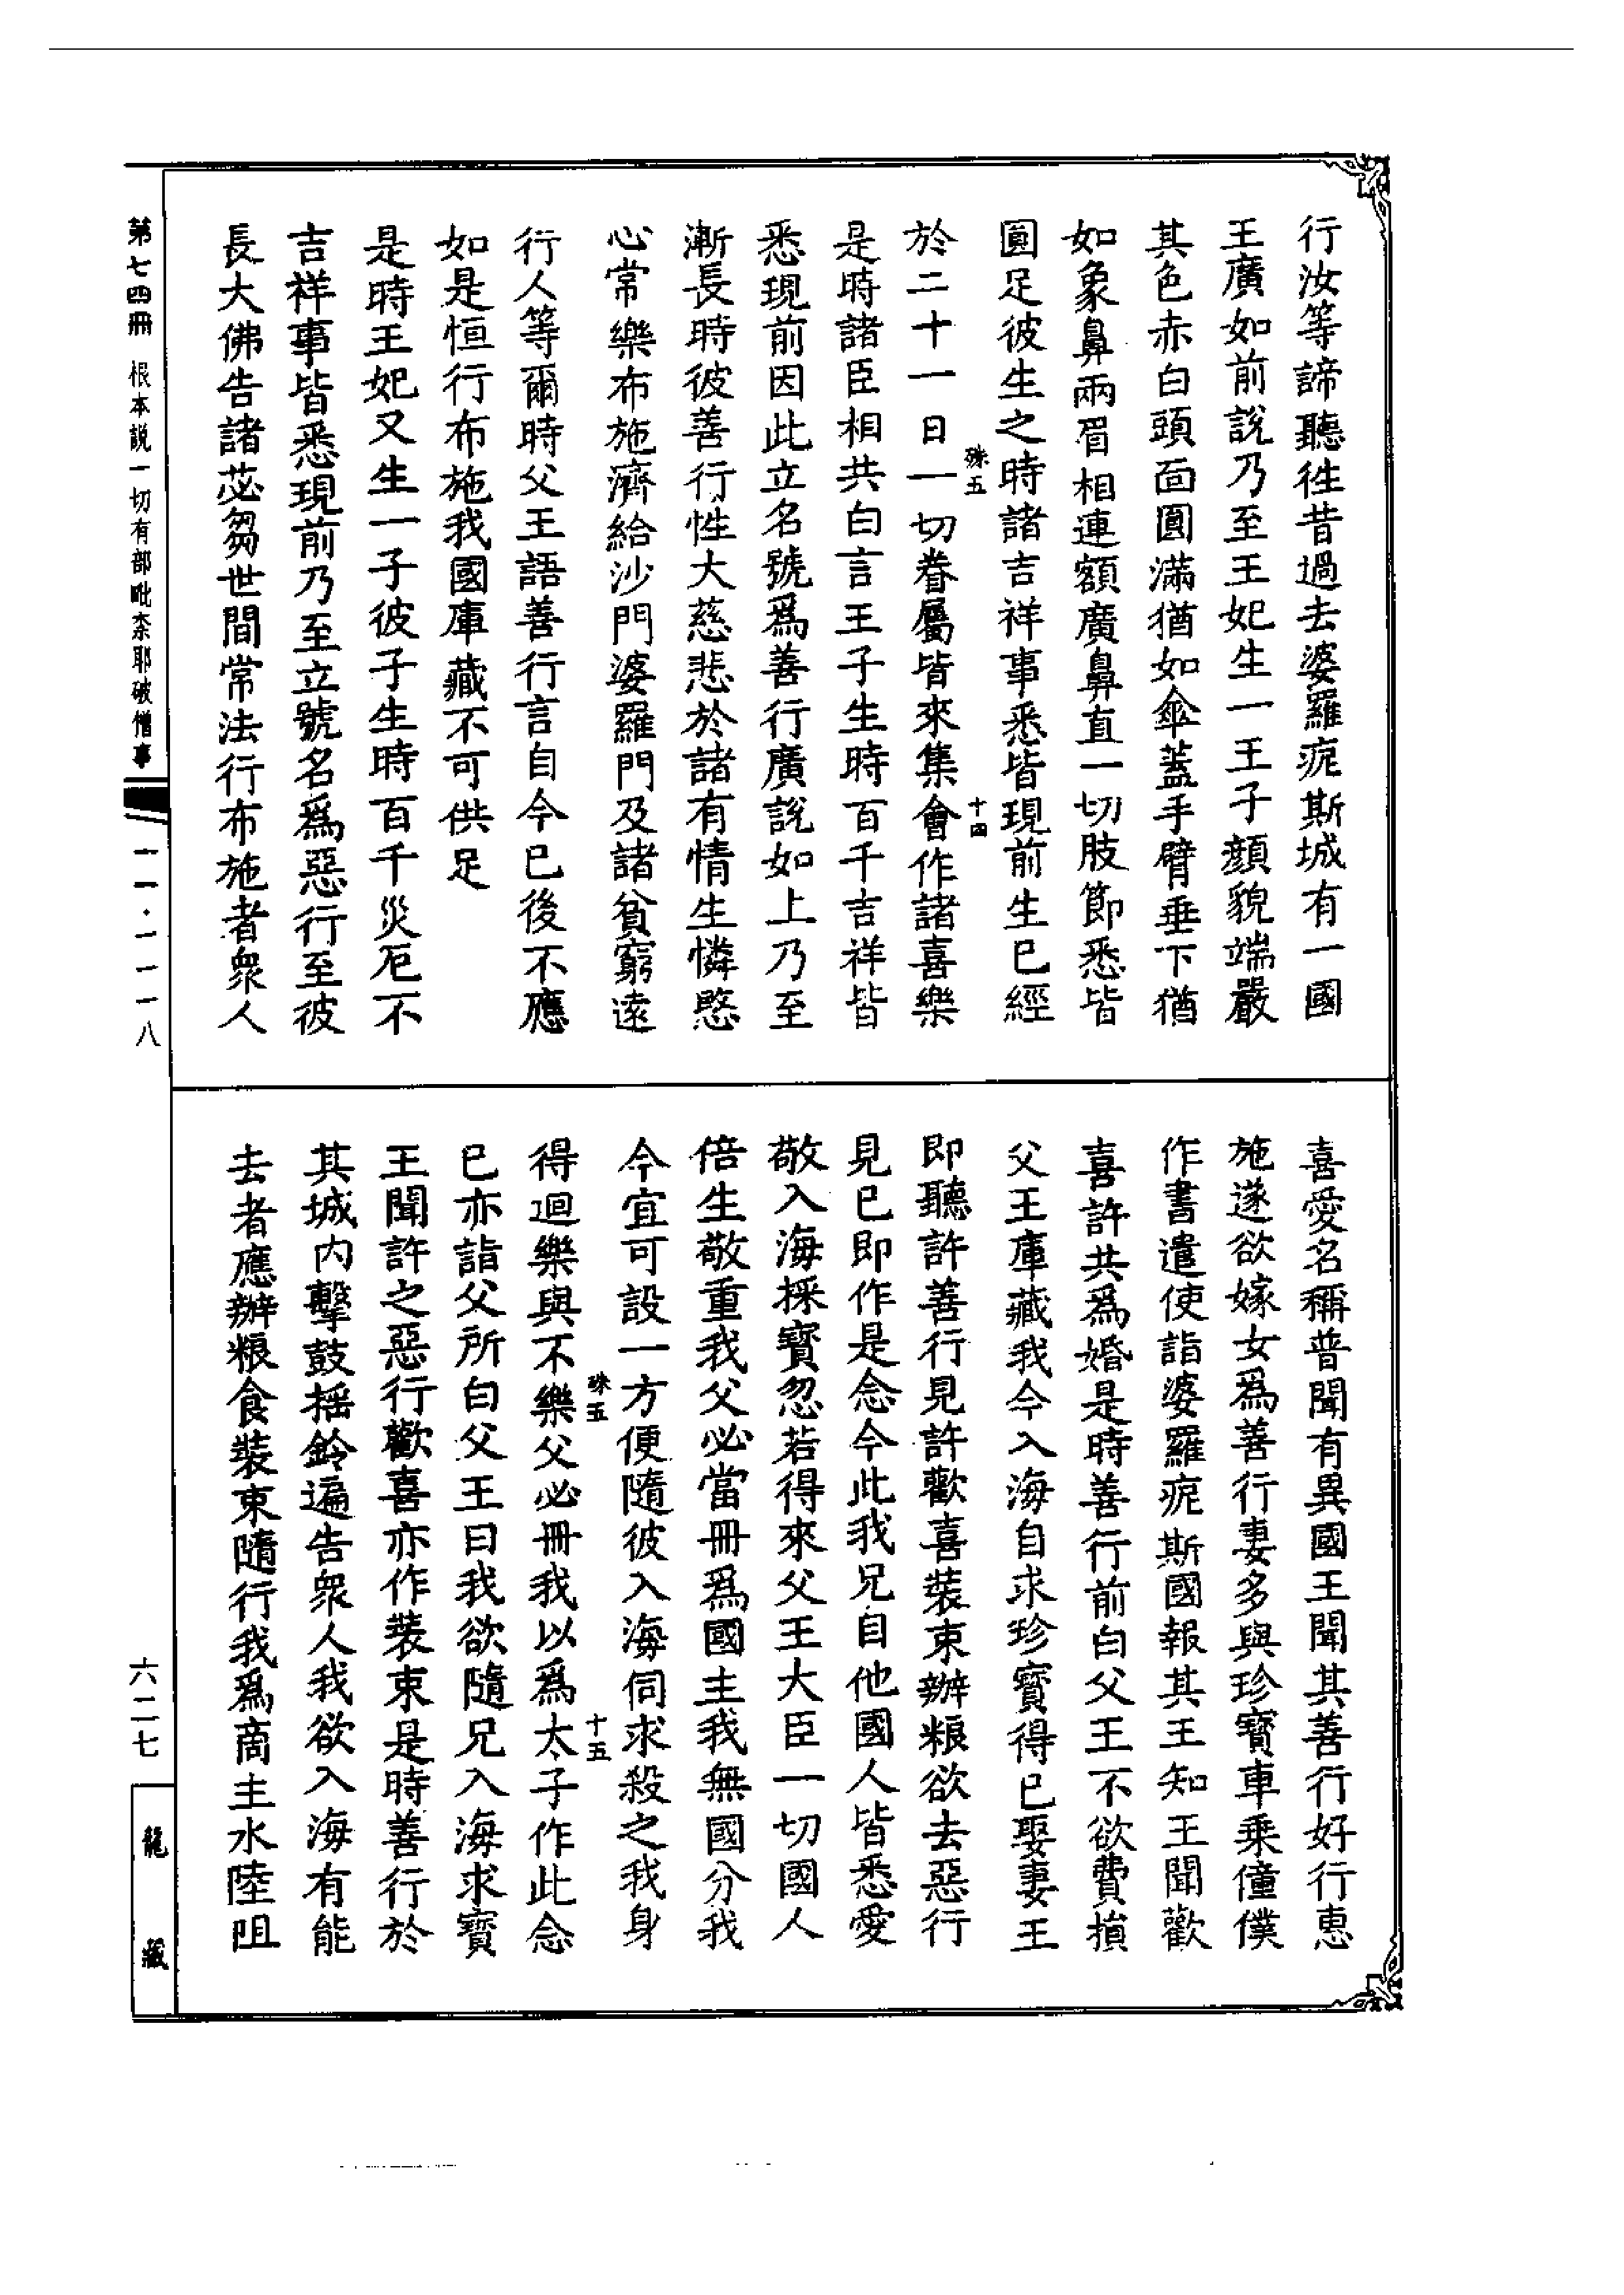 行汝等諦聽徃昔過去婆羅疪斯城有一國
王廣如前說乃至王妃生一王子顔貌端嚴
其色赤白頭面圓滿猶如傘蓋手臂垂下猶
如象鼻兩眉相連額廣鼻直一切肢節悉皆
圓足彼生之時諸吉祥事悉皆現前生已經
殊五
十四
於二十一日一切眷屬皆來集會作諸喜樂
是時諸臣相共白言王子生時百千吉祥皆
悉現前因此立名號爲善行廣說如上乃至
漸長時彼善行性大慈悲於諸有情生憐愍
心常樂布施濟給沙門婆羅門及諸貧窮遠
行人等爾時父王語善行言自今已後不應
如是恒行布施我國庫藏不可供足
是時王妃又生一子彼子生時百千災厄不
吉祥事皆悉現前乃至立號名爲惡行至彼
長大佛告諸苾芻世間常法行布施者衆人
喜愛名稱普聞有異國王聞其善行好行惠
施遂欲嫁女爲善行妻多與珍寳車乗僮僕
作書遣使詣婆羅疪斯國報其王知王聞歡
喜許共爲婚是時善行前白父王不欲費損
父王庫藏我今入海自求珍寳得已娶妻王
即聽許善行見許歡喜裝束辦粮欲去惡行
見已即作是念今此我兄自他國人皆悉愛
敬入海採寳忽若得來父王大臣一切國人
倍生敬重我父必當冊爲國主我無國分我
今宜可設一方便隨彼入海伺求殺之我身
殊五
十五
得迴樂與不樂父必冊我以爲太子作此念
已亦詣父所白父王曰我欲隨兄入海求寳
王聞許之惡行歡喜亦作裝束是時善行於
其城內擊鼓摇鈴遍告衆人我欲入海有能
去者應辦粮食裝束隨行我爲商主水陸咀
第七四冊 根本説一切有部毗柰耶破僧事
一一·一一一八
六二七
龍藏